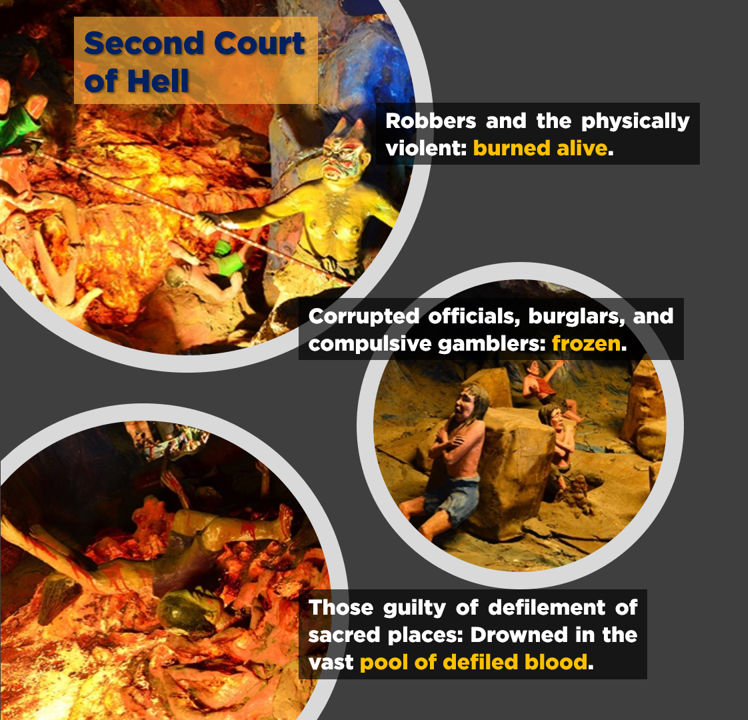 Second Court
of Hell
Robbers and the physically
violent: burned alive.
Corrupted officials, burglars, and
compulsive gamblers: frozen.
Those guilty of defilement of
sacred places: Drowned in the
vast pool of defiled blood.